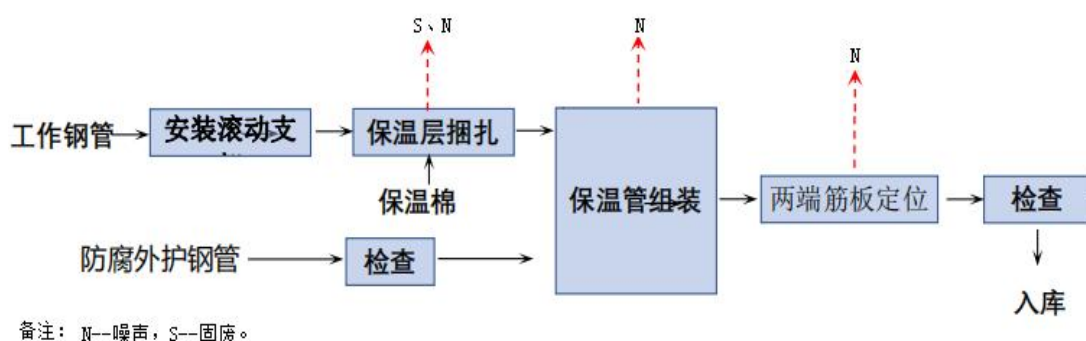 S、N
N
N
工作钢管
安装滚动支
保温层捆扎
保温棉
保温管组装
两端筋板定位
检查
防腐外护钢管
检查
入库
备注: N--噪声, S--固废。